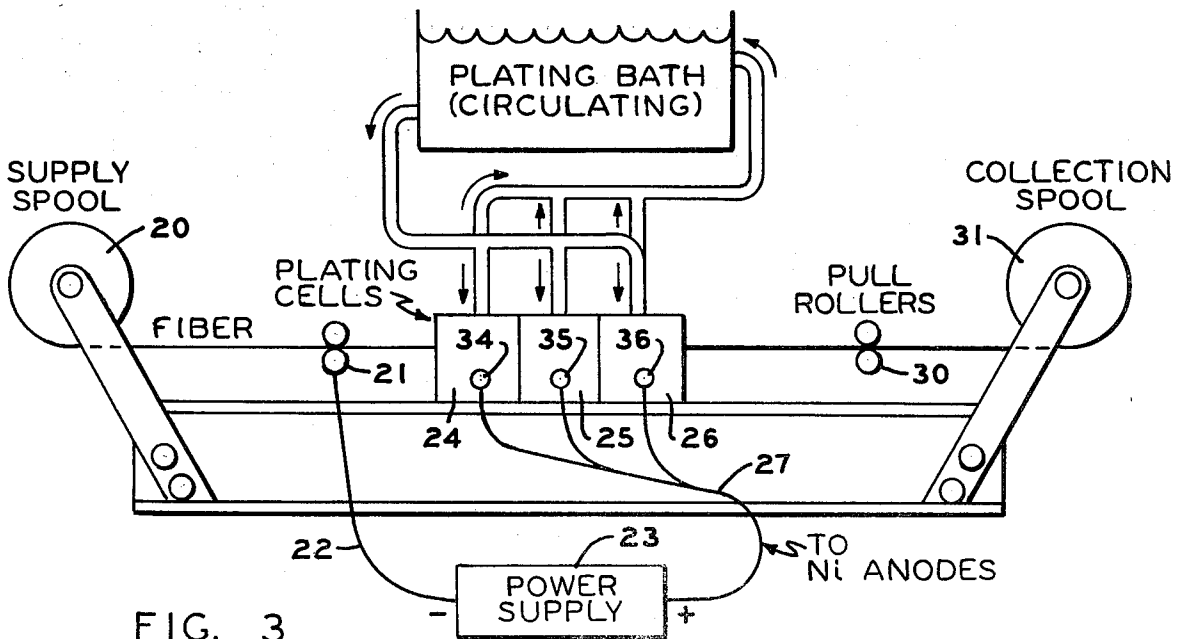 PLATING BATH
(CIRCULATING)
SUPPLY
SPOOL
20
COLLECTION
SPOOL
31
PLATING
CELLS
PULL
ROLLERS
FIBER
34
35
36
21
30
24
25
26
27
22
23
TO
Ni ANODES
POWER
SUPPLY
-
+
FIG. 3